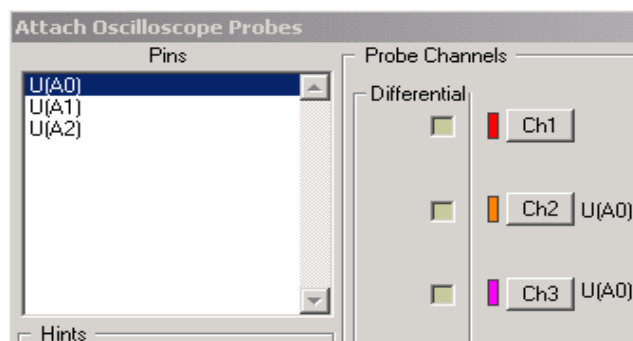 Attach Oscilloscope Probes
Pins
U(A0)
U(A1)
U(A2)
Hints
Probe Channels
Differential
Ch1
Ch2 U(A0)
Ch3 U(A0)